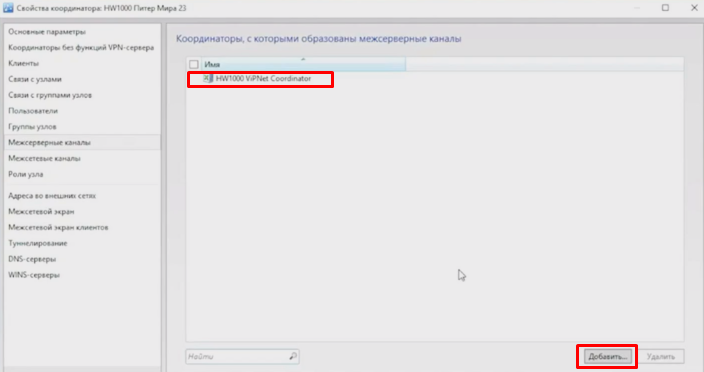 Свойства координатора: HW1000 Питер Мира 23
Основные параметры
Координаторы без функций VPN-сервера
Клиенты
Связи с узлами
Связи с группами узлов
Пользователи
Группы узлов
Межсерверные каналы
Межсетевые каналы
Роли узла
Адреса во внешних сетях
Межсетевой экран
Межсетевой экран клиентов
Туннелирование
DNS-серверы
WINS-серверы
Координаторы, с которыми образованы межсерверные каналы
Имя
HW1000 ViPNet Coordinator
Найти
Добавить...
Удалить